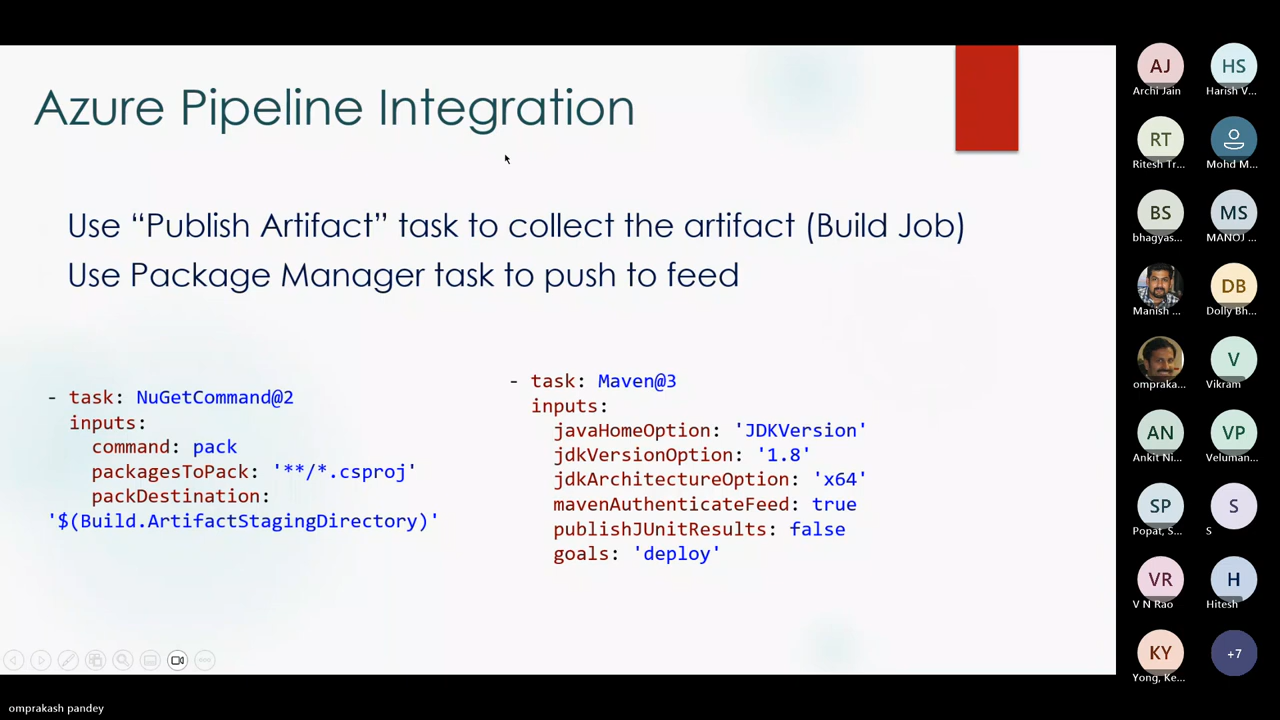 Azure Pipeline Integration
Use “Publish Artifact” task to collect the artifact (Build Job)
Use Package Manager task to push to feed
- task: NuGetCommand@2
inputs:
command: pack
packagesToPack: '**/*.csproj'
packDestination:
'$(Build.ArtifactStagingDirectory)'
- task: Maven@3
inputs:
javaHomeOption: 'JDKVersion'
jdkVersionOption: '1.8'
jdkArchitectureOption: 'x64'
mavenAuthenticateFeed: true
publishJUnitResults: false
goals: 'deploy'
AJ
Archi Jain
HS
Harish V...
RT
Ritesh Tr...
Mohd M...
BS
bhagyas...
MS
MANOJ ...
Manish ...
DB
Dolly Bh...
ompraka...
V
Vikram
AN
Ankit Ni...
VP
Veluman...
SP
Popat, S...
S
S
VR
V N Rao
H
Hitesh
KY
Yong, Ke...
+7
omprakash pandey